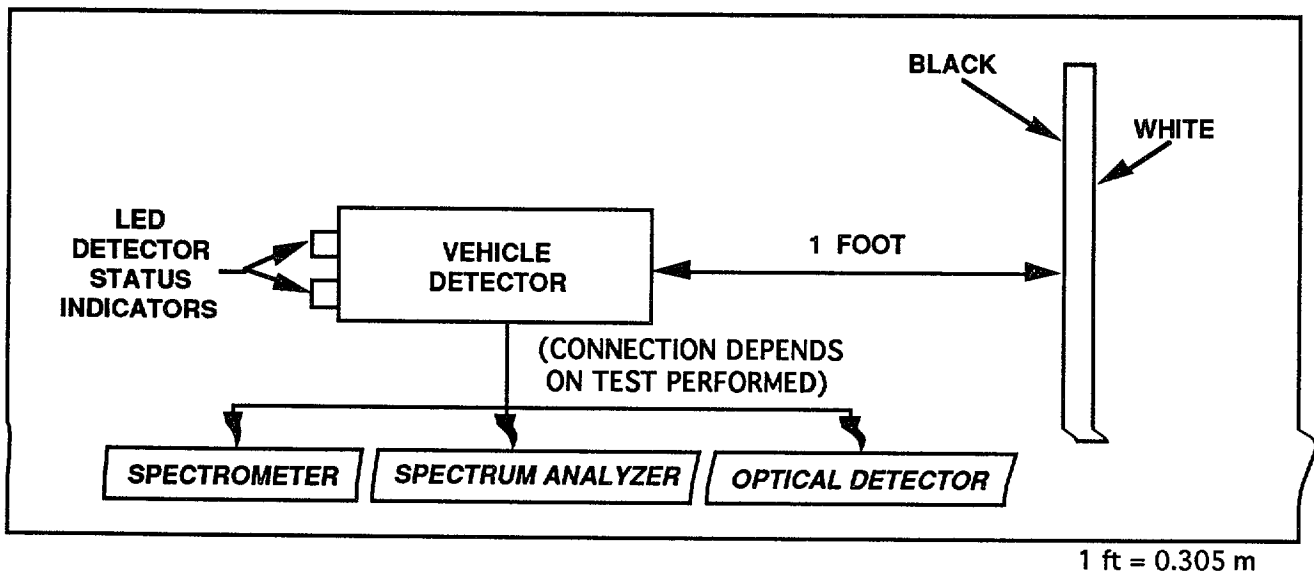 BLACK
WHITE
LED
DETECTOR
STATUS
INDICATORS
VEHICLE
DETECTOR
1 FOOT
(CONNECTION DEPENDS
ON TEST PERFORMED)
SPECTROMETER
SPECTRUM ANALYZER
OPTICAL DETECTOR
1 ft = 0.305 m